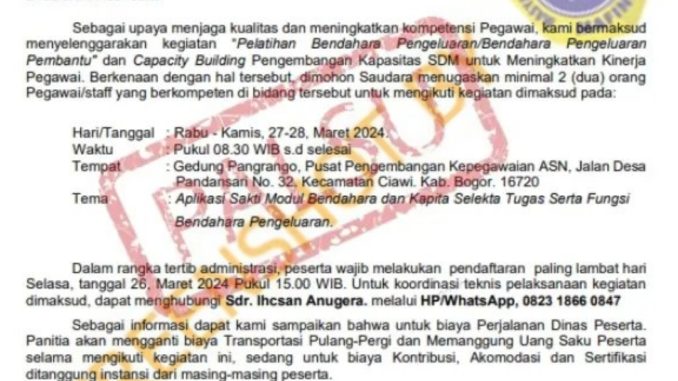 Sebagai upaya menjaga kualitas dan meningkatkan kompetensi Pegawai, kami bermaksud
menyelenggarakan kegiatan "Pelatihan Bendahara Pengeluaran/Bendahara Pengeluaran
Pembantu" dan Capacity Building Pengembangan Kapasitas SDM untuk Meningkatkan Kinerja
Pegawai. Berkenaan dengan hal tersebut, dimohon Saudara menugaskan minimal 2 (dua) orang
Pegawai/staff yang berkompeten di bidang tersebut untuk mengikuti kegiatan dimaksud pada:
Hari/Tanggal : Rabu - Kamis, 27-28, Maret 2024.
Waktu : Pukul 08.30 WIB s.d selesai
Tempat : Gedung Pangrango, Pusat Pengembangan Kepegawaian ASN, Jalan Desa
Pandansan No. 32, Kecamatan Ciawi. Kab. Bogor. 16720
Tema : Aplikasi Sakti Modul Bendahara dan Kapita Selekta Tugas Serta Fungsi
Bendahara Pengeluaran.
PALSU
Dalam rangka tertib administrasi, peserta wajib melakukan pendaftaran paling lambat hari
Selasa, tanggal 26, Maret 2024 Pukul 15.00 WIB. Untuk koordinasi teknis pelaksanaan kegiatan
dimaksud, dapat menghubungi Sdr. Ihcsan Anugera. melalui HP/WhatsApp, 0823 1866 0847
Sebagai informasi dapat kami sampaikan bahwa untuk biaya Perjalanan Dinas Peserta.
Panitia akan mengganti biaya Transportasi Pulang-Pergi dan Memanggung Uang Saku Peserta
selama mengikuti kegiatan ini, sedang untuk biaya Kontribusi, Akomodasi dan Sertifikasi
ditanggung instansi dari masing-masing peserta.